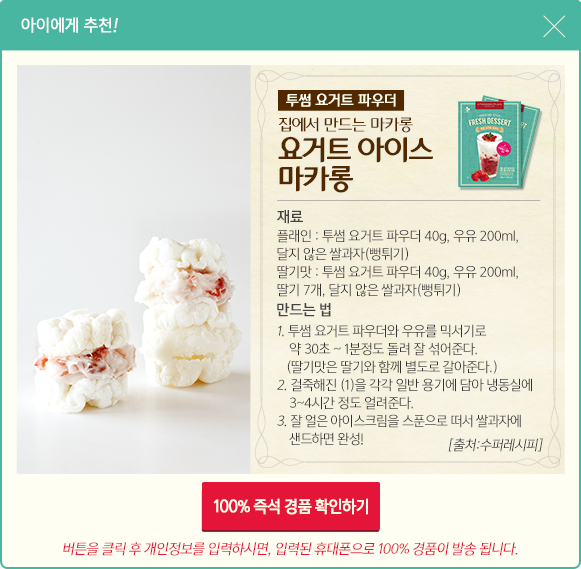 아이에게 추천!
투썸 요거트 파우더
집에서 만드는 마카롱
요거트 아이스
마카롱
FRESH DESSERT
재료
플래인 : 투썸 요거트 파우더 40g, 우유 200ml,
달지 않은 쌀과자(뻥튀기)
딸기맛 : 투썸 요거트 파우더 40g, 우유 200ml,
딸기 7개, 달지 않은 쌀과자(뻥튀기)
만드는 법
1. 투썸 요거트 파우더와 우유를 믹서기로
약 30초 ~ 1분정도 돌려 잘 섞어준다.
(딸기맛은 딸기와 함께 별도로 갈아준다.)
2. 걸죽해진 (1)을 각각 일반 용기에 담아 냉동실에
3~4시간 정도 얼려준다.
3. 잘 얼은 아이스크림을 스푼으로 떠서 쌀과자에
샌드하면 완성!
[출처:수퍼레시피]
100% 즉석 경품 확인하기
버튼을 클릭 후 개인정보를 입력하시면, 입력된 휴대폰으로 100% 경품이 발송 됩니다.